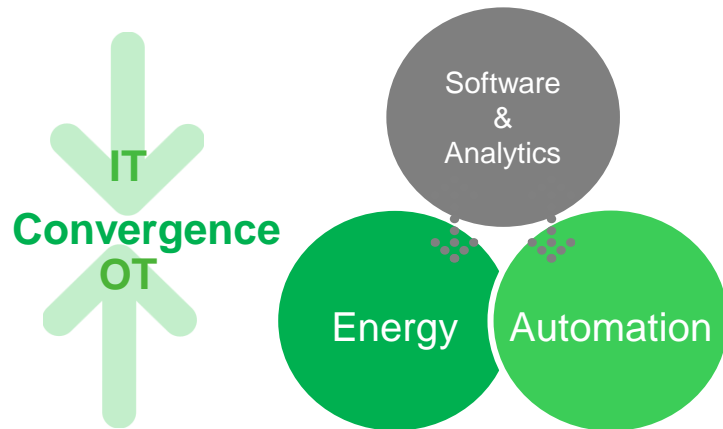 IT
Convergence
OT
Software
&
Analytics
Energy
Automation